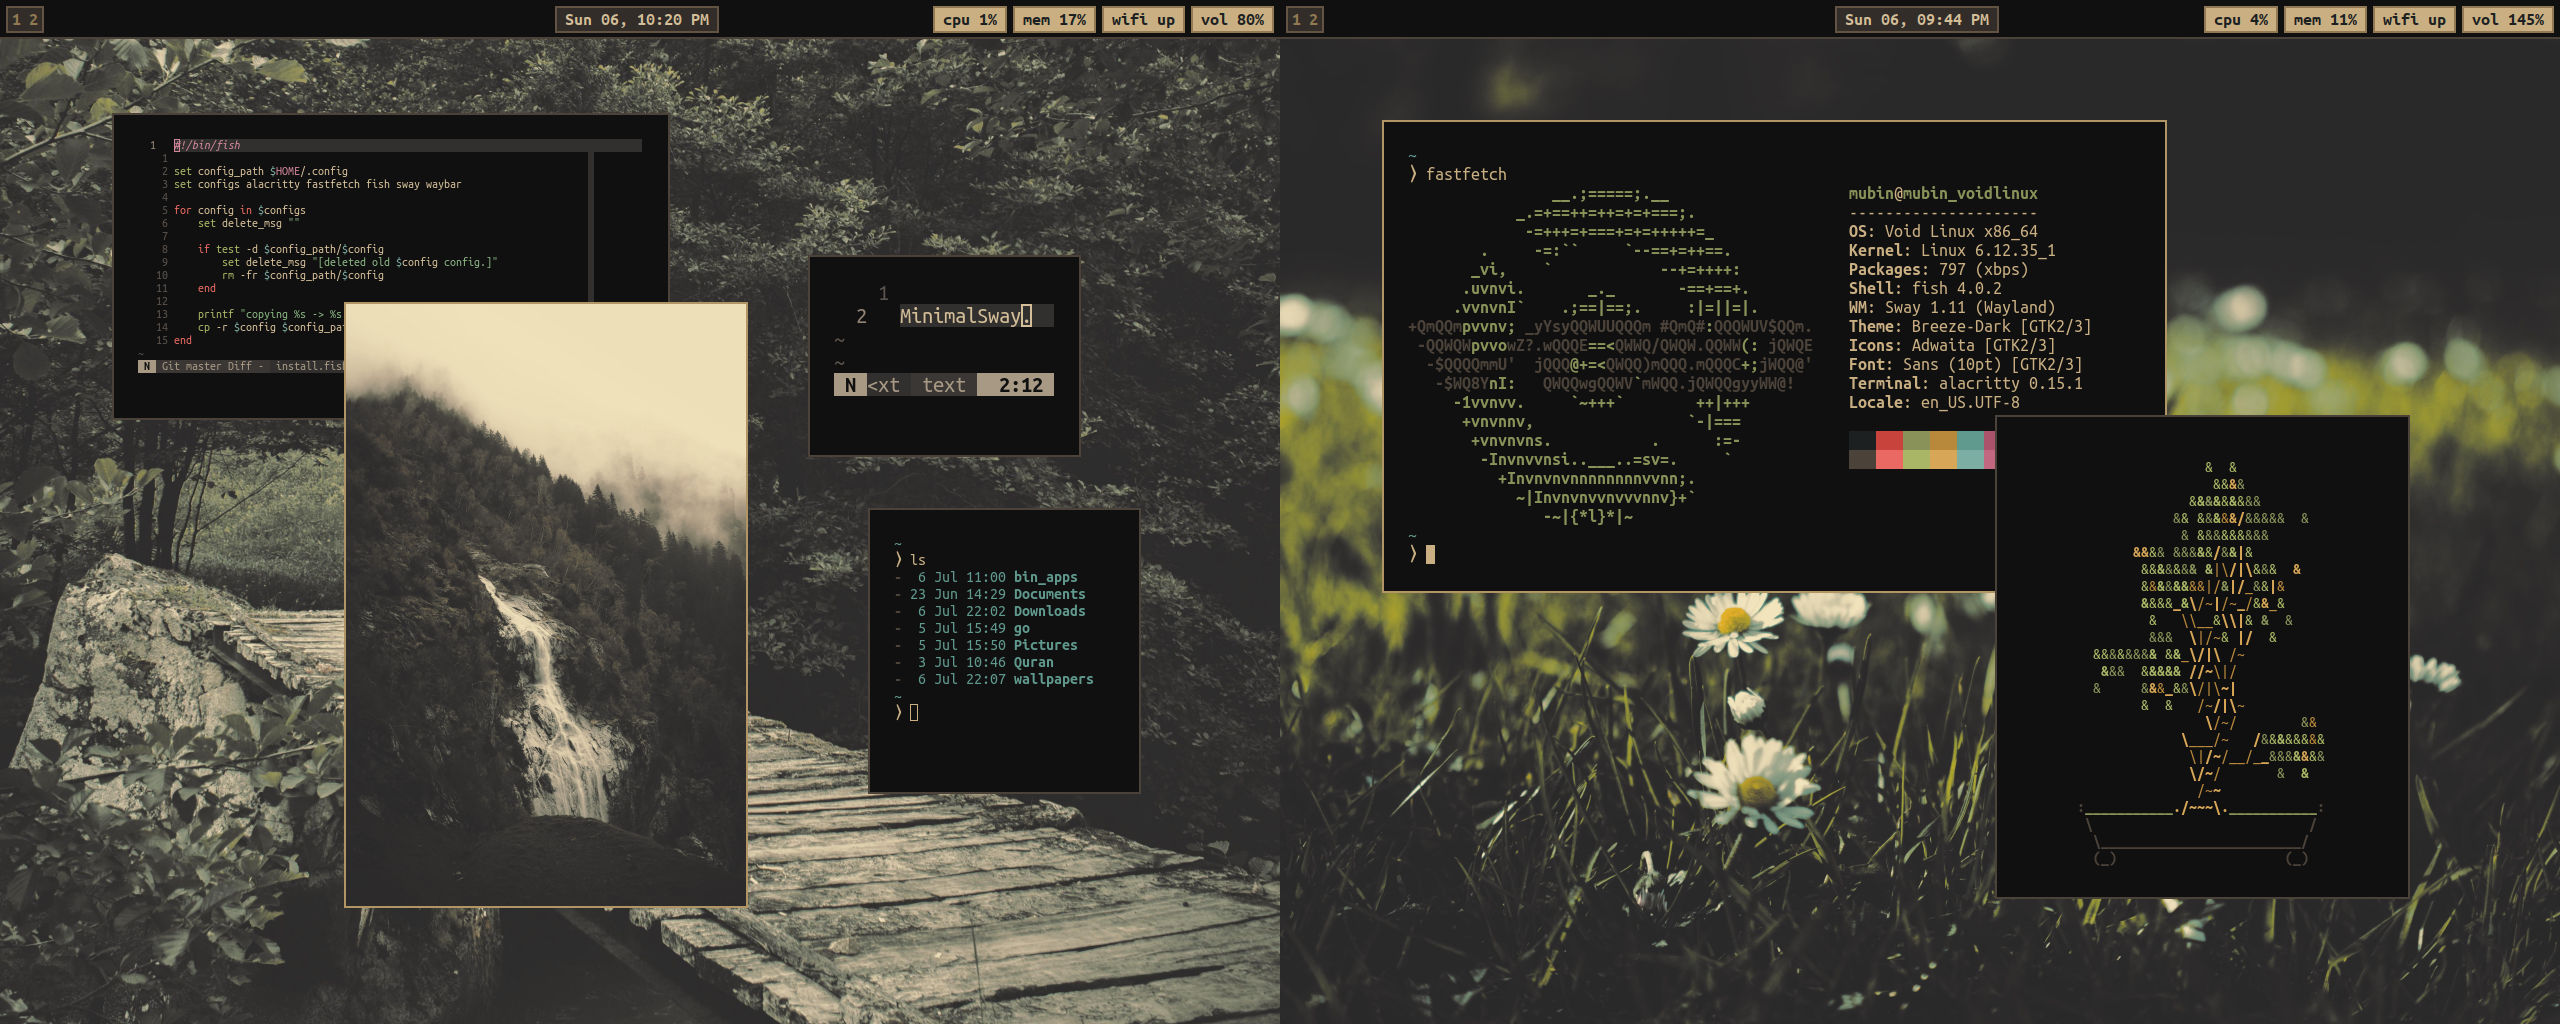 1 2
Sun 06, 10:20 PM
cpu 1% mem 17% wifi up vol 80%
1 #!/bin/fish
1
2 set config_path $HOME/.config
3 set configs alacritty fastfetch fish sway waybar
4
5 for config in $configs
6 set delete_msg ""
7
8 if test -d $config_path/$config
9 set delete_msg "[deleted old $config config.]"
10 rm -fr $config_path/$config
11 end
12
13 printf "copying %s -> %s
14 cp -r $config $config_pa
15 end
~
N Git master Diff - install.fis
1
2 MinimalSway.
~
~
N <xt text 2:12
~
❯ ls
- 6 Jul 11:00 bin_apps
- 23 Jun 14:29 Documents
- 6 Jul 22:02 Downloads
- 5 Jul 15:49 go
- 5 Jul 15:50 Pictures
- 3 Jul 10:46 Quran
- 6 Jul 22:07 wallpapers
~
❯
1 2
Sun 06, 09:44 PM
cpu 4% mem 11% wifi up vol 145%
~
❯ fastfetch
mubin@mubin_voidlinux
---------------------
OS: Void Linux x86_64
Kernel: Linux 6.12.35_1
Packages: 797 (xbps)
Shell: fish 4.0.2
WM: Sway 1.11 (Wayland)
Theme: Breeze-Dark [GTK2/3]
Icons: Adwaita [GTK2/3]
Font: Sans (10pt) [GTK2/3]
Terminal: alacritty 0.15.1
Locale: en_US.UTF-8
~
❯